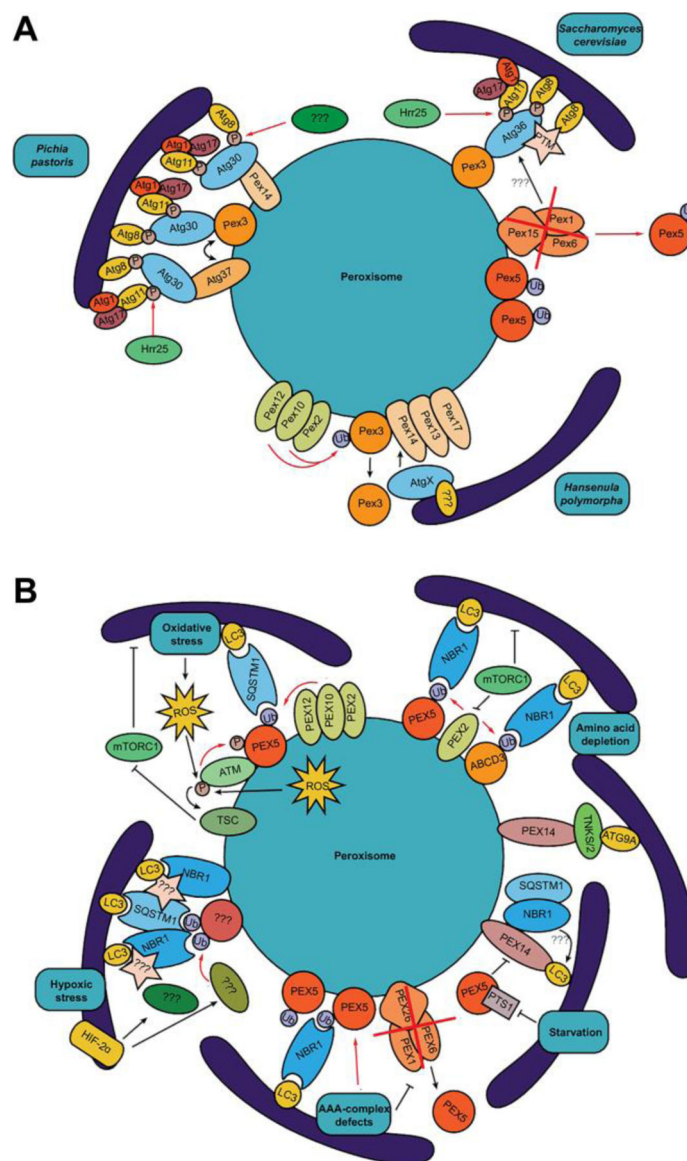 A
Saccharomyces
cerevisiae
Atg1
Atg17
Atg11
Atg8
Atg8
P
P
Hrr25
Atg36
PTM
Pex3
???
Pex1
Pex15
Pex6
Pex5
Ub
Pex5
Ub
Pex5
Ub
Pichia
pastoris
Atg8
P
???
Atg1
Atg17
Atg11
P
Atg30
Pex14
Atg1
Atg17
Atg11
P
Atg8
P
Atg30
Pex3
Atg8
P
Atg30
Atg37
Atg1
Atg11
P
Atg17
Hrr25
Peroxisome
Pex12
Pex10
Pex2
Ub
Pex3
Pex14
Pex13
Pex17
Pex3
AtgX
???
Hansenula
polymorpha
B
Oxidative
stress
LC3
SQSTM1
Ub
ROS
mTORC1
P
PEX5
PEX12
PEX10
PEX2
ATM
P
ROS
TSC
LC3
NBR1
mTORC1
LC3
NBR1
Ub
PEX5
PEX2
Ub
ABCD3
Amino acid
depletion
Peroxisome
PEX14
TNKS/2
ATG9A
LC3
NBR1
???
LC3
SQSTM1
Ub
???
Ub
LC3
NBR1
???
Hypoxic
stress
???
???
HIF-2α
SQSTM1
NBR1
???
PEX14
LC3
PEX5
PTS1
Starvation
PEX5
Ub
PEX5
Ub
NBR1
LC3
PEX26
PEX1
PEX6
AAA-complex
defects
PEX5